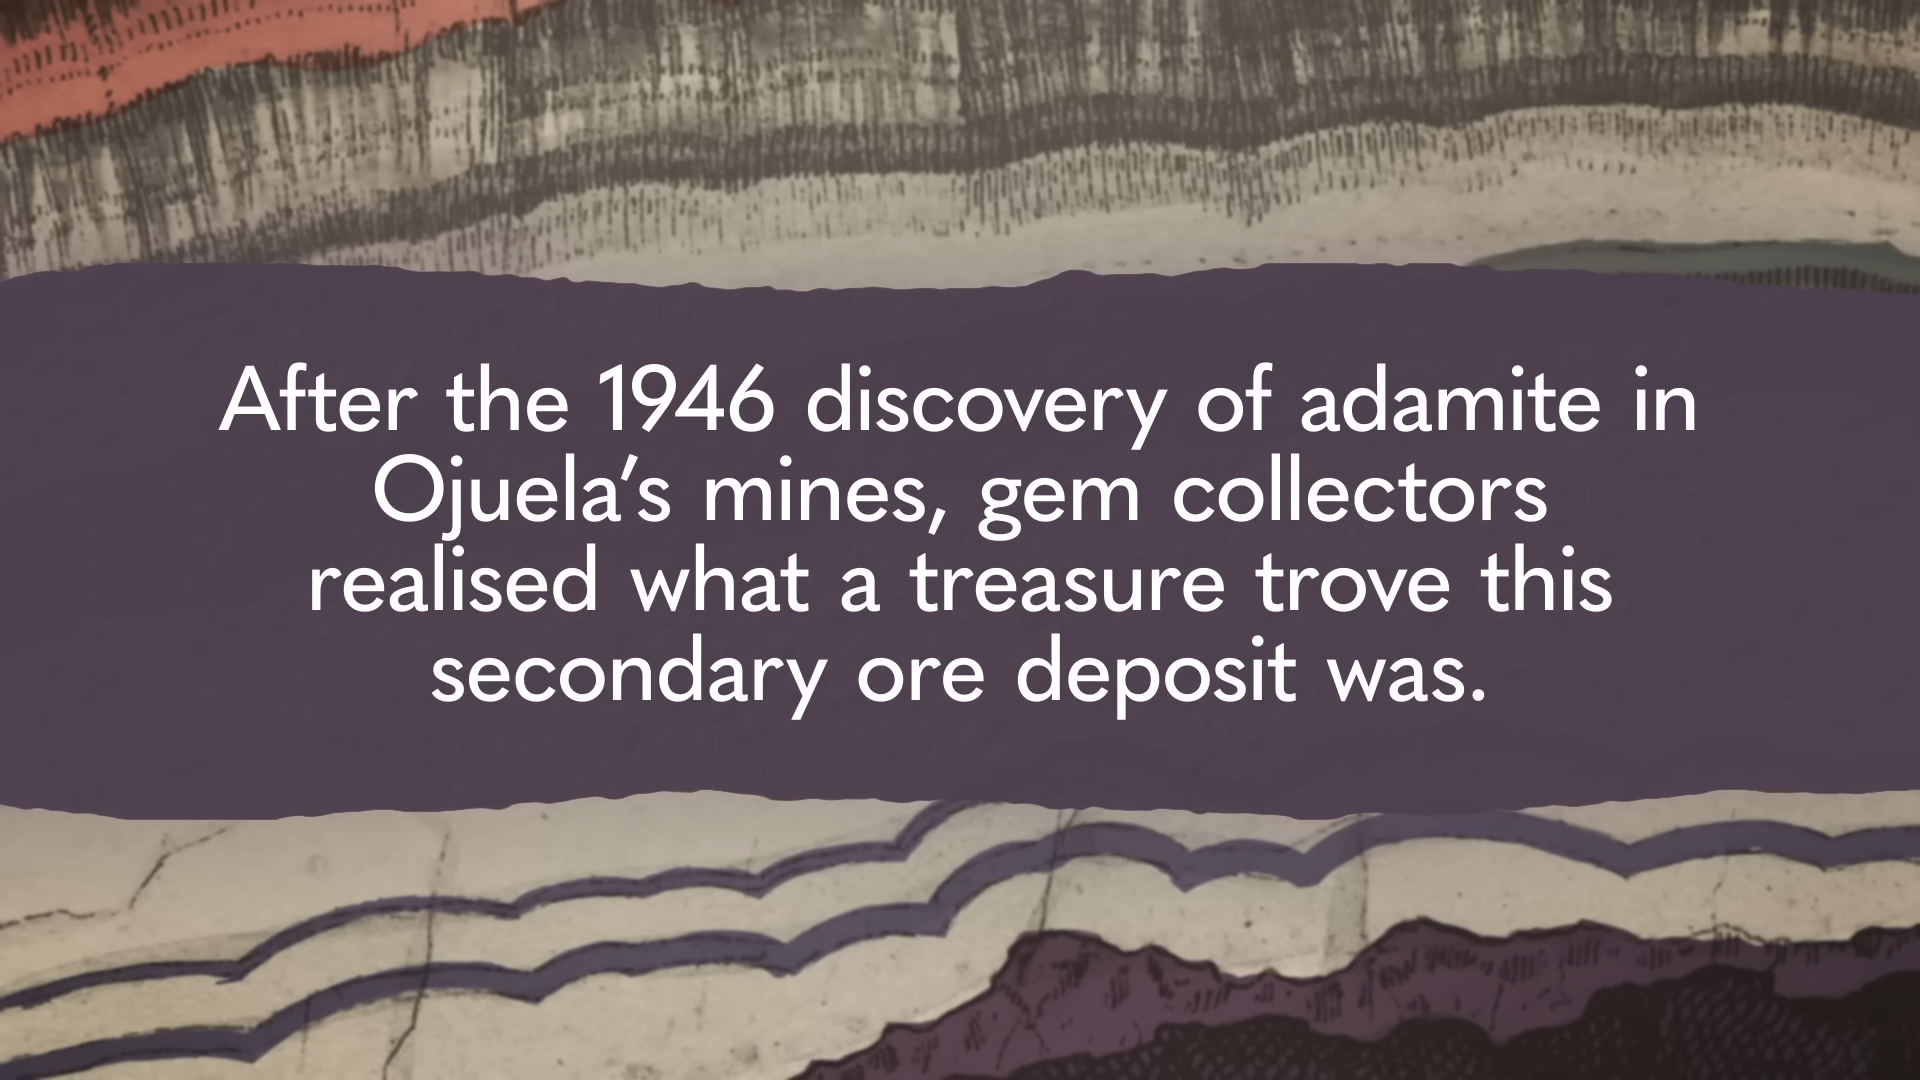 After the 1946 discovery of adamite in
Ojuela’s mines, gem collectors
realised what a treasure trove this
secondary ore deposit was.